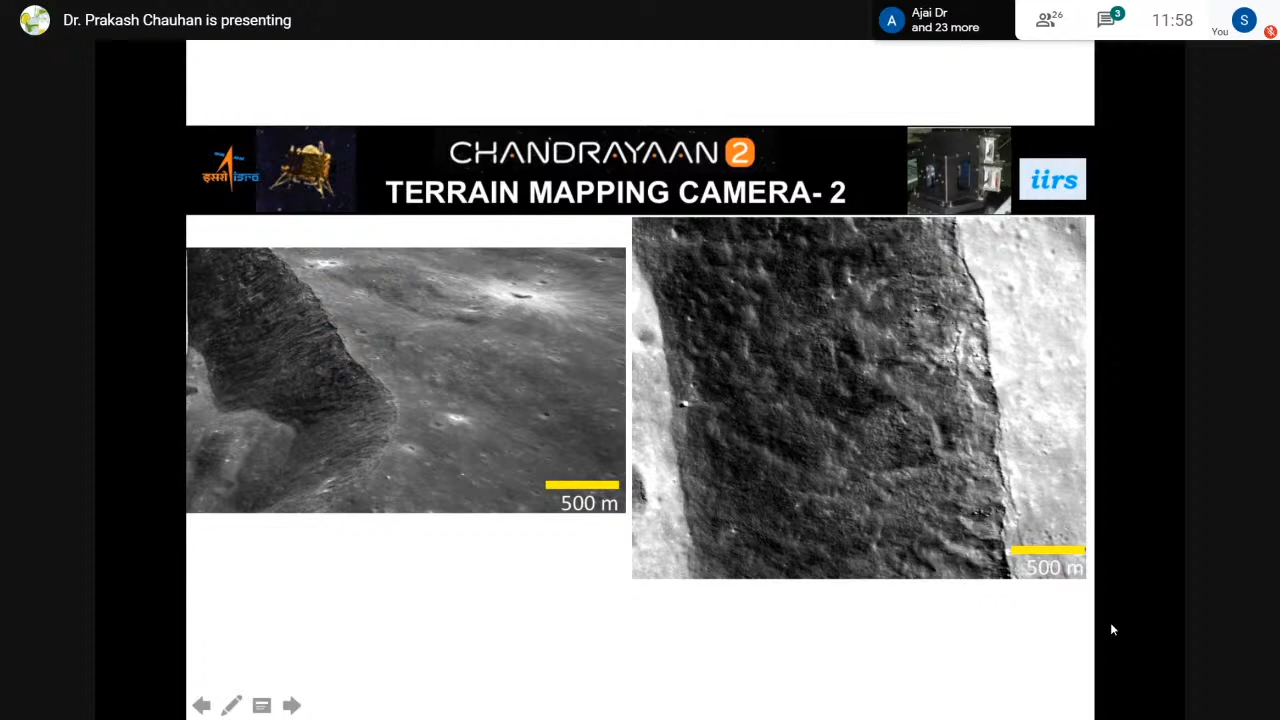 Dr. Prakash Chauhan is presenting
A
Ajai Dr
and 23 more
26
3
11:58
You
S
इसरो isro
CHANDRAYAAN 2
TERRAIN MAPPING CAMERA- 2
iirs
500 m
500 m